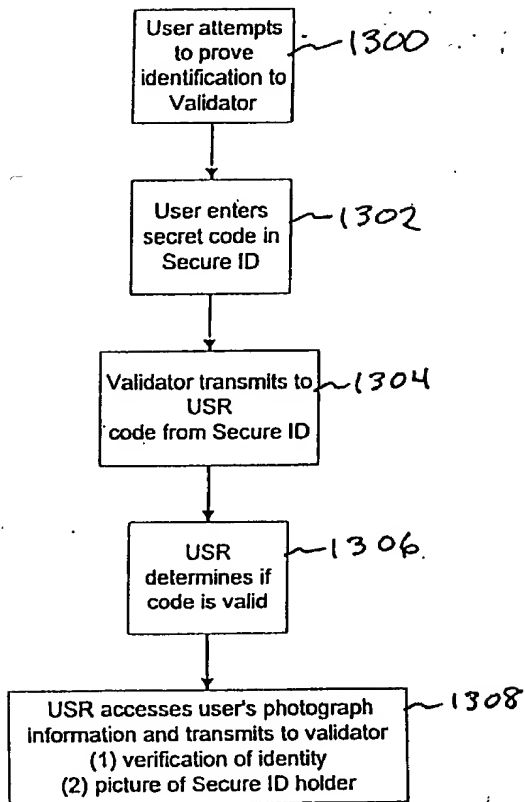 User attempts
to prove
identification to
Validator
1300
User enters
secret code in
Secure ID
1302
Validator transmits to
USR
code from Secure ID
1304
USR
determines if
code is valid
1306
USR accesses user's photograph
information and transmits to validator
(1) verification of identity
(2) picture of Secure ID holder
1308